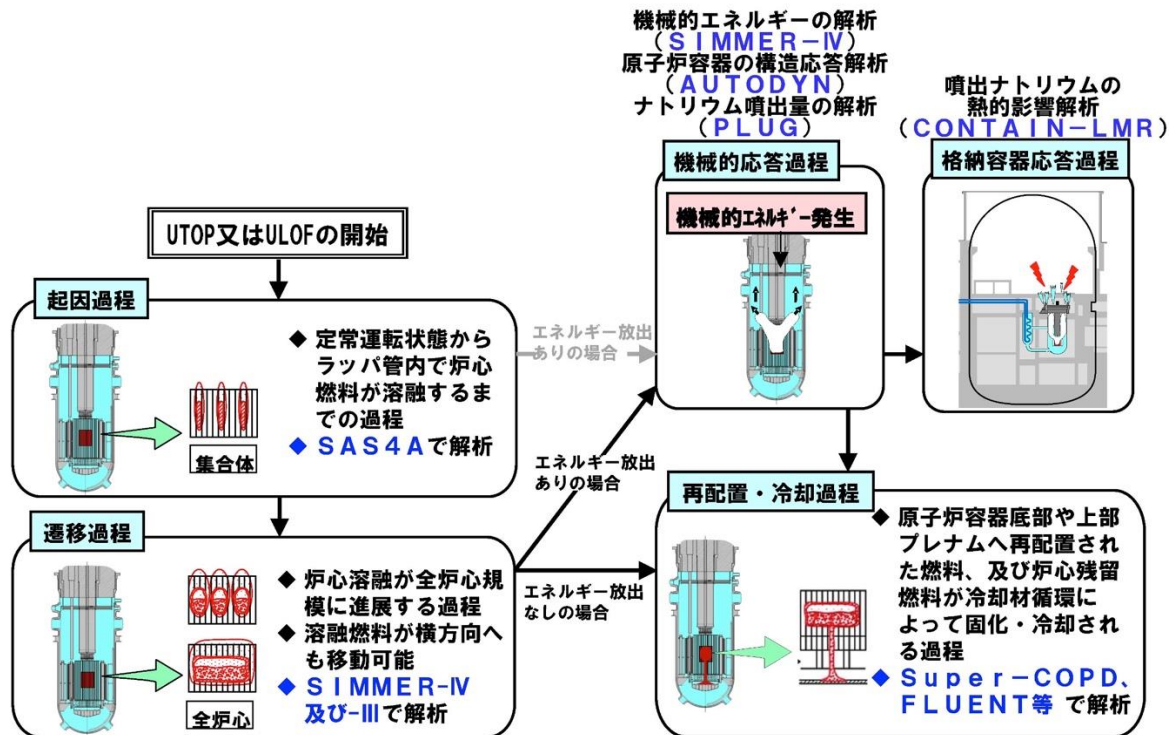 機械的エネルギーの解析
（ＳＩＭＭＥＲ－Ⅳ）
原子炉容器の構造応答解析
（ＡＵＴＯＤＹＮ）
ナトリウム噴出量の解析
（ＰＬＵＧ）
噴出ナトリウムの
熱的影響解析
（ＣＯＮＴＡＩＮ－ＬＭＲ）
機械的応答過程
機械的ｴﾈﾙｷﾞｰ発生
格納容器応答過程
UTOP又はULOFの開始
起因過程
◆ 定常運転状態から
ラッパ管内で炉心
燃料が溶融するま
での過程
◆ ＳＡＳ４Ａで解析
集合体
エネルギー放出
ありの場合
遷移過程
◆ 炉心溶融が全炉心規
模に進展する過程
◆ 溶融燃料が横方向へ
も移動可能
◆ ＳＩＭＭＥＲ-Ⅳ
及び-Ⅲで解析
全炉心
エネルギー放出
ありの場合
エネルギー放出
なしの場合
再配置・冷却過程
◆ 原子炉容器底部や上部
プレナムへ再配置され
た燃料、及び炉心残留
燃料が冷却材循環に
よって固化・冷却され
る過程
◆ Ｓｕｐｅｒ－ＣＯＰＤ、
ＦＬＵＥＮＴ等 で解析